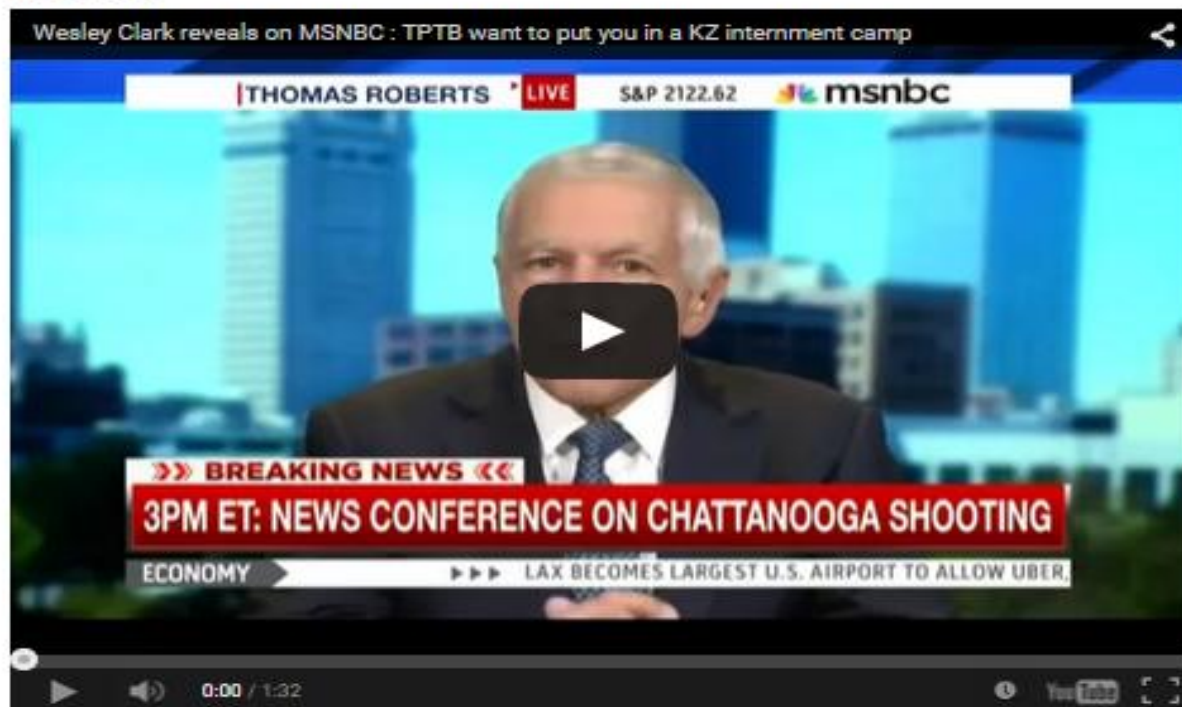 Wesley Clark reveals on MSNBC : TPTB want to put you in a KZ internment camp
THOMAS ROBERTS LIVE S&P 2122.62 msnbc
BREAKING NEWS
3PM ET: NEWS CONFERENCE ON CHATTANOOGA SHOOTING
ECONOMY LAX BECOMES LARGEST U.S. AIRPORT TO ALLOW UBER,
0:00 / 1:32 YouTube